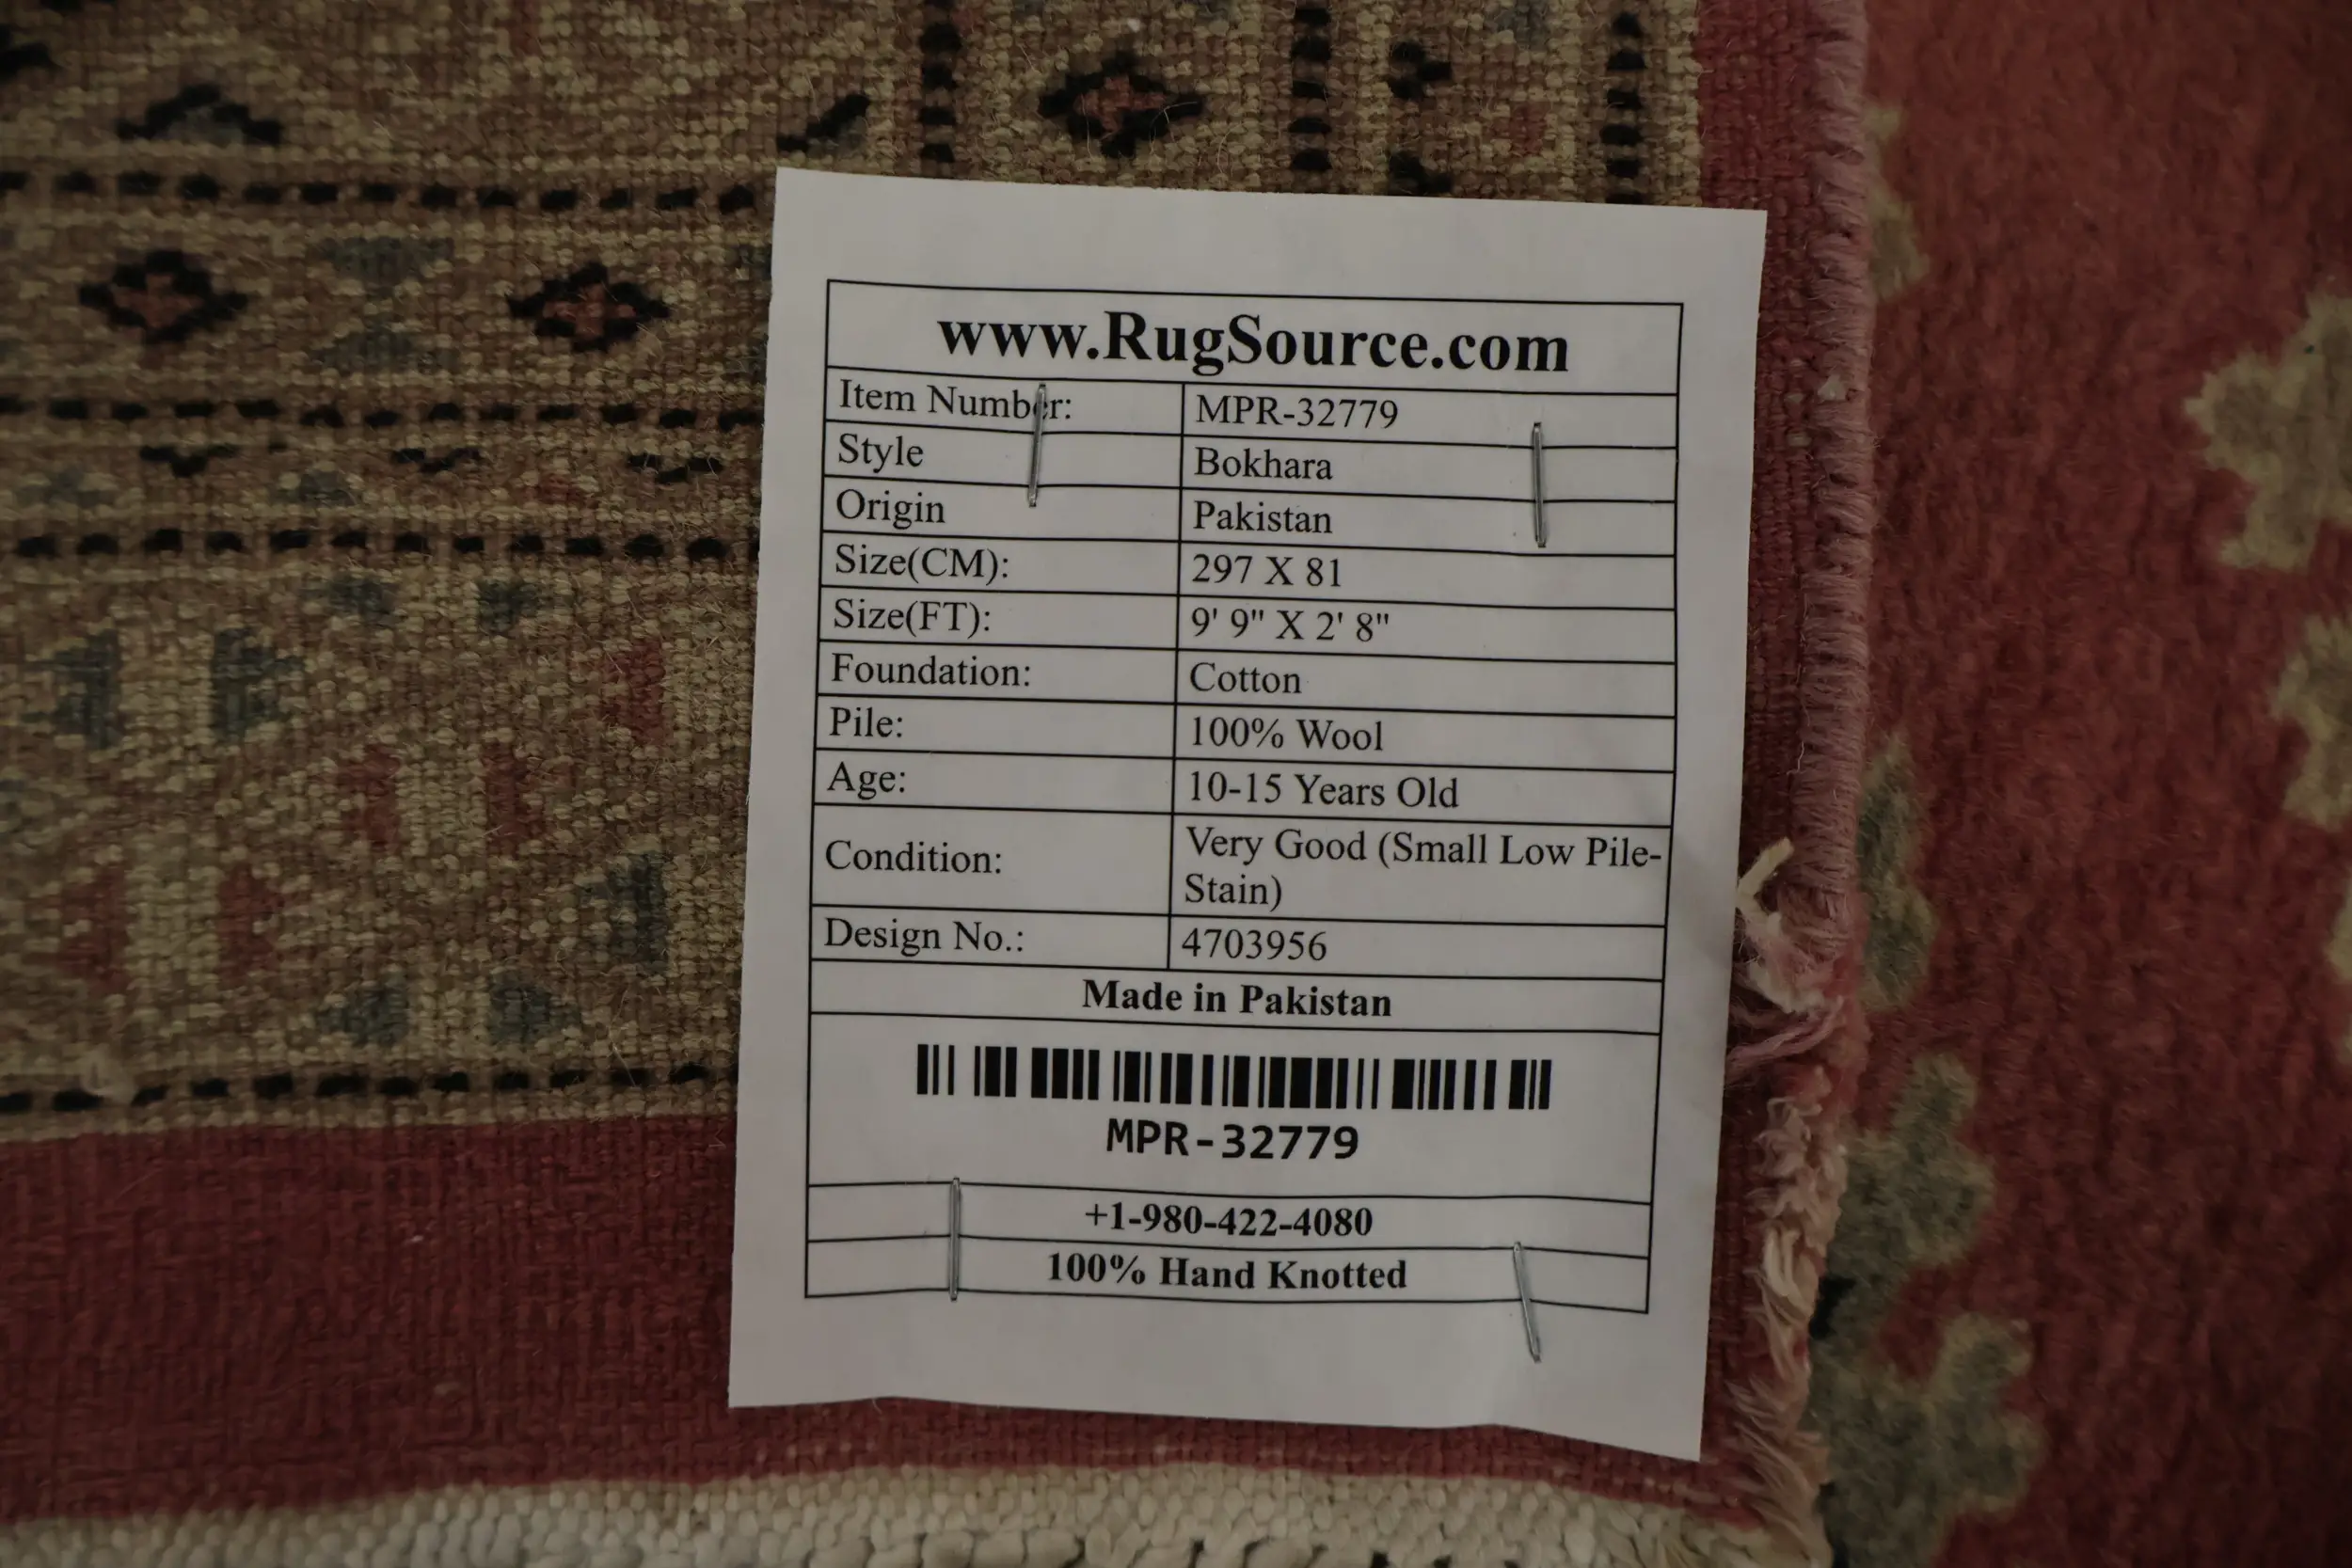 www.RugSource.com
Item Number: MPR-32779
Style Bokhara
Origin Pakistan
Size(CM): 297 X 81
Size(FT): 9' 9" X 2' 8"
Foundation: Cotton
Pile: 100% Wool
Age: 10-15 Years Old
Condition: Very Good (Small Low Pile-
Stain)
Design No.: 4703956
Made in Pakistan
MPR-32779
+1-980-422-4080
100% Hand Knotted